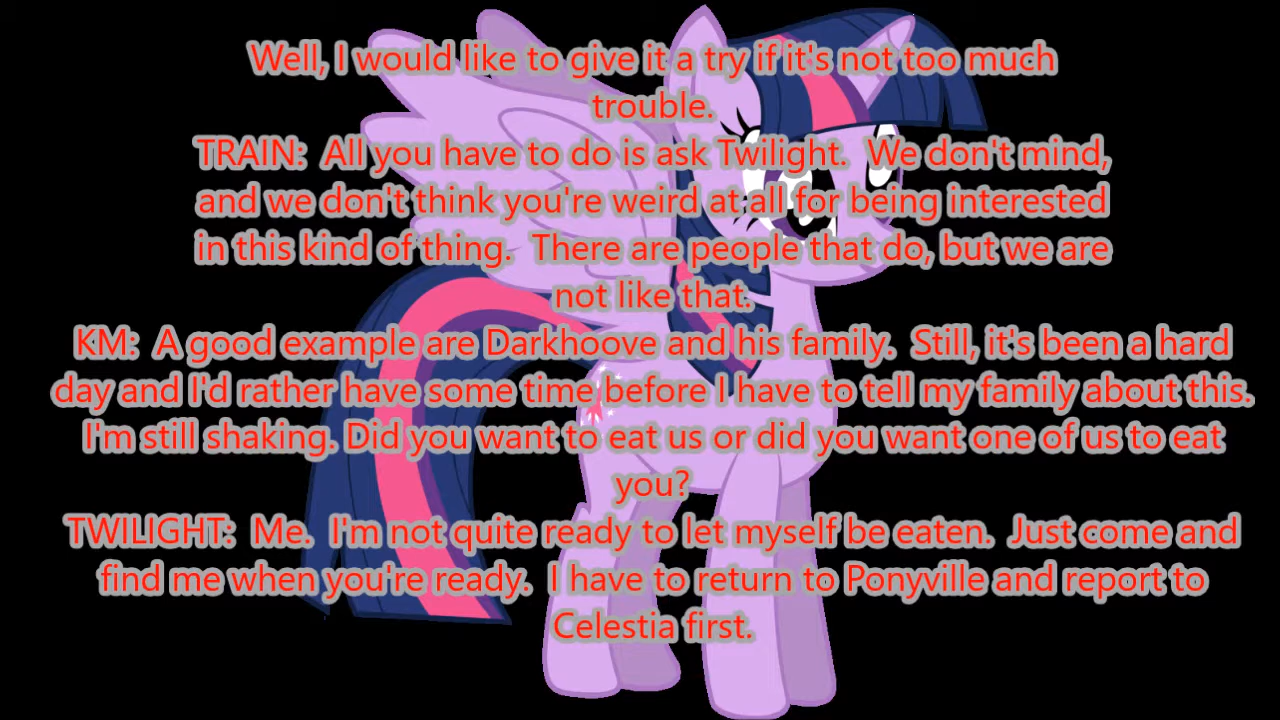 Well, I would like to give it a try if it's not too much
trouble.
TRAIN:  All you have to do is ask Twilight.  We don't mind,
and we don't think you're weird at all for being interested
in this kind of thing.  There are people that do, but we are
not like that.
KM:  A good example are Darkhoove and his family.  Still, it's been a hard
day and I'd rather have some time before I have to tell my family about this.
I'm still shaking. Did you want to eat us or did you want one of us to eat
you?
TWILIGHT:  Me.  I'm not quite ready to let myself be eaten.  Just come and
find me when you're ready.  I have to return to Ponyville and report to
Celestia first.